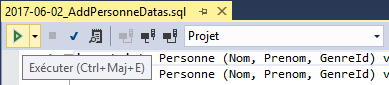 2017-06-02_AddPersonneDatas.sql
Projet
Personne (Nom, Prenom, GenreId) v
Exécuter (Ctrl+Maj+E)
Personne (Nom, Prenom, GenreId) v